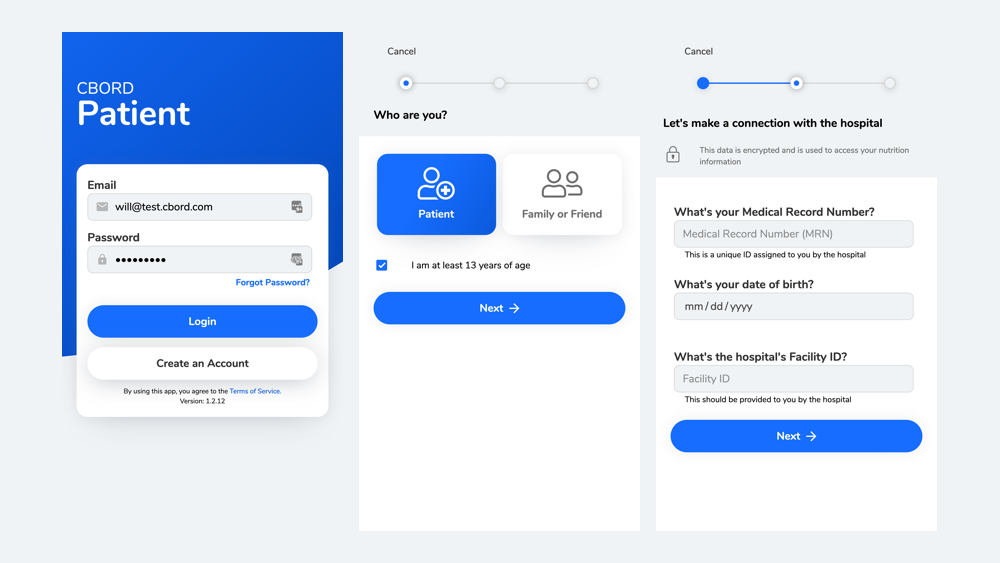 CBORD
Patient
Email
will@test.cbord.com
Password
•••••••••
Forgot Password?
Login
Create an Account
By using this app, you agree to the Terms of Service.
Version: 1.2.12
Cancel
Who are you?
Patient
Family or Friend
I am at least 13 years of age
Next →
Cancel
Let's make a connection with the hospital
This data is encrypted and is used to access your nutrition
information
What's your Medical Record Number?
Medical Record Number (MRN)
This is a unique ID assigned to you by the hospital
What's your date of birth?
mm/dd/yyyy
What's the hospital's Facility ID?
Facility ID
This should be provided to you by the hospital
Next →